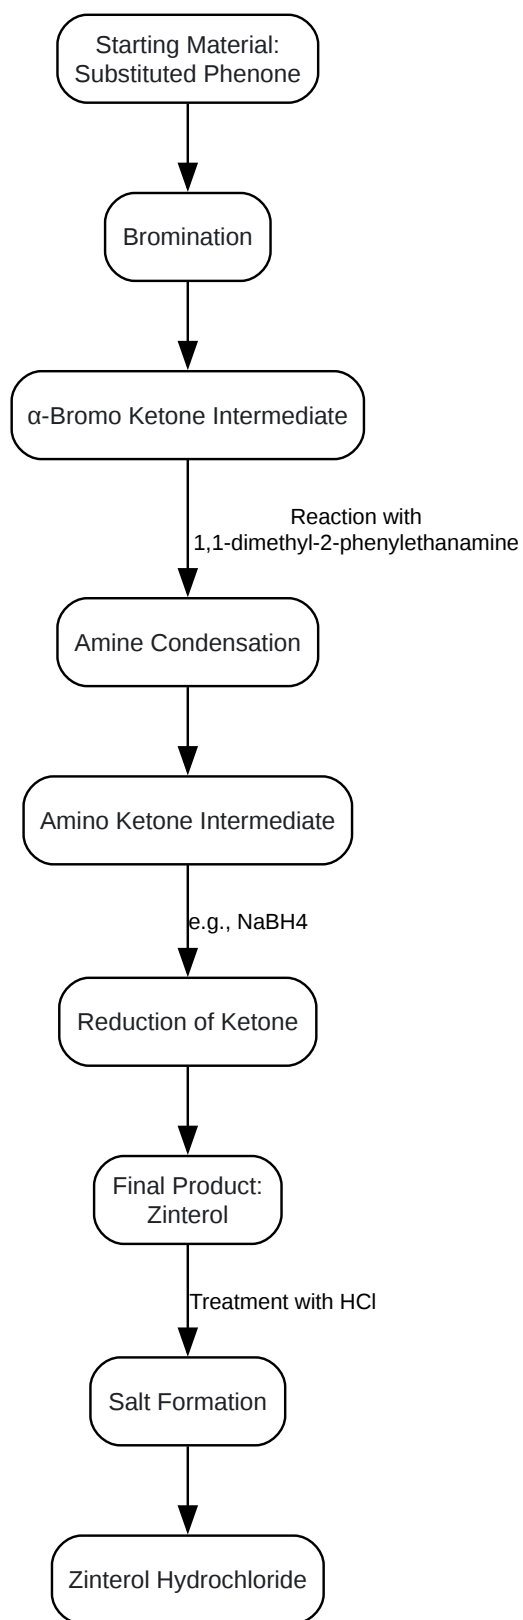 Starting Material:
Substituted Phenone
Bromination
α-Bromo Ketone Intermediate
Reaction with
1,1-dimethyl-2-phenylethanamine
Amine Condensation
Amino Ketone Intermediate
e.g., NaBH4
Reduction of Ketone
Final Product:
Zinterol
Treatment with HCl
Salt Formation
Zinterol Hydrochloride